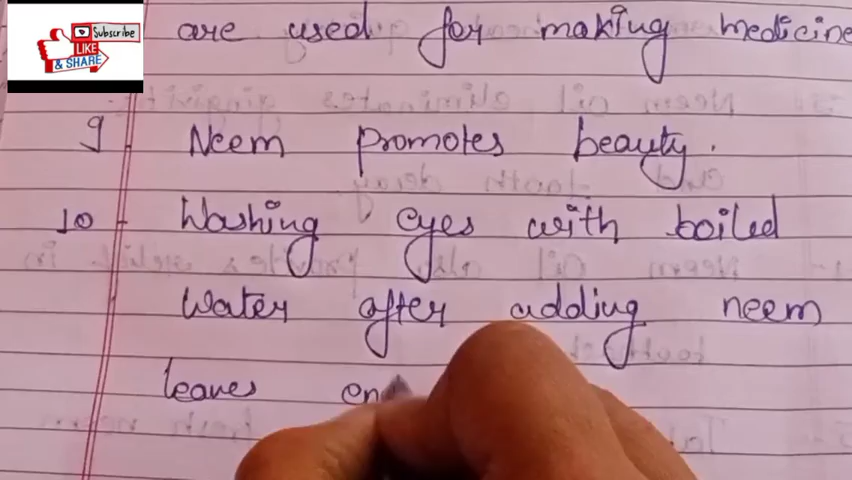 Subscribe
LIKE
& SHARE
are used for making medicine
9 - Neem promotes beauty.
10 - Washing eyes with boiled
water after adding neem
leaves en